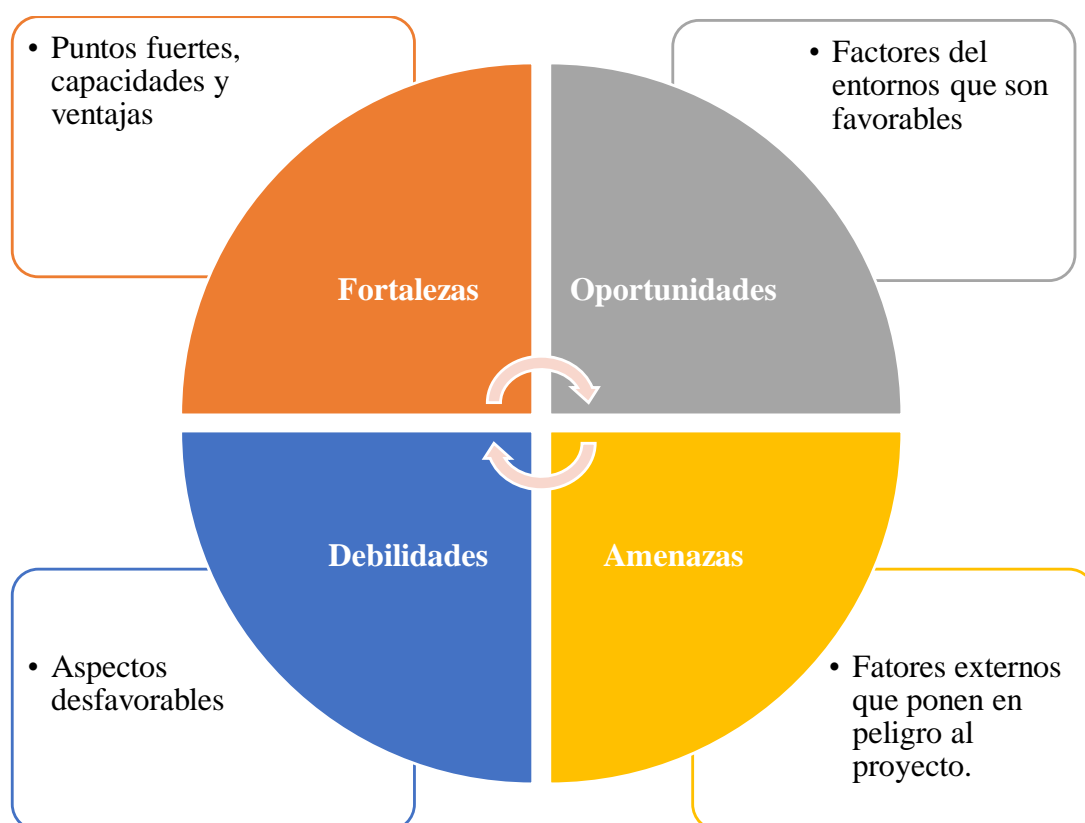 • Puntos fuertes,
capacidades y
ventajas
• Factores del
entornos que son
favorables
Fortalezas
Oportunidades
Debilidades
Amenazas
• Aspectos
desfavorables
• Fatores externos
que ponen en
peligro al
proyecto.